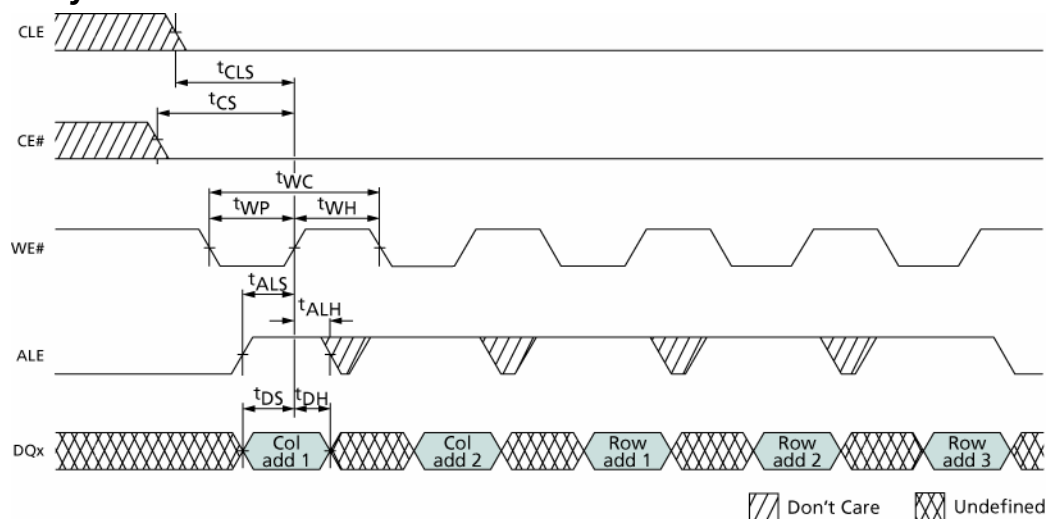 CLE
tCLS
tCS
CE#
tWC
tWP
tWH
WE#
tALS
tALH
ALE
tDS
tDH
DQx
Col
add 1
Col
add 2
Row
add 1
Row
add 2
Row
add 3
Don't Care
Undefined